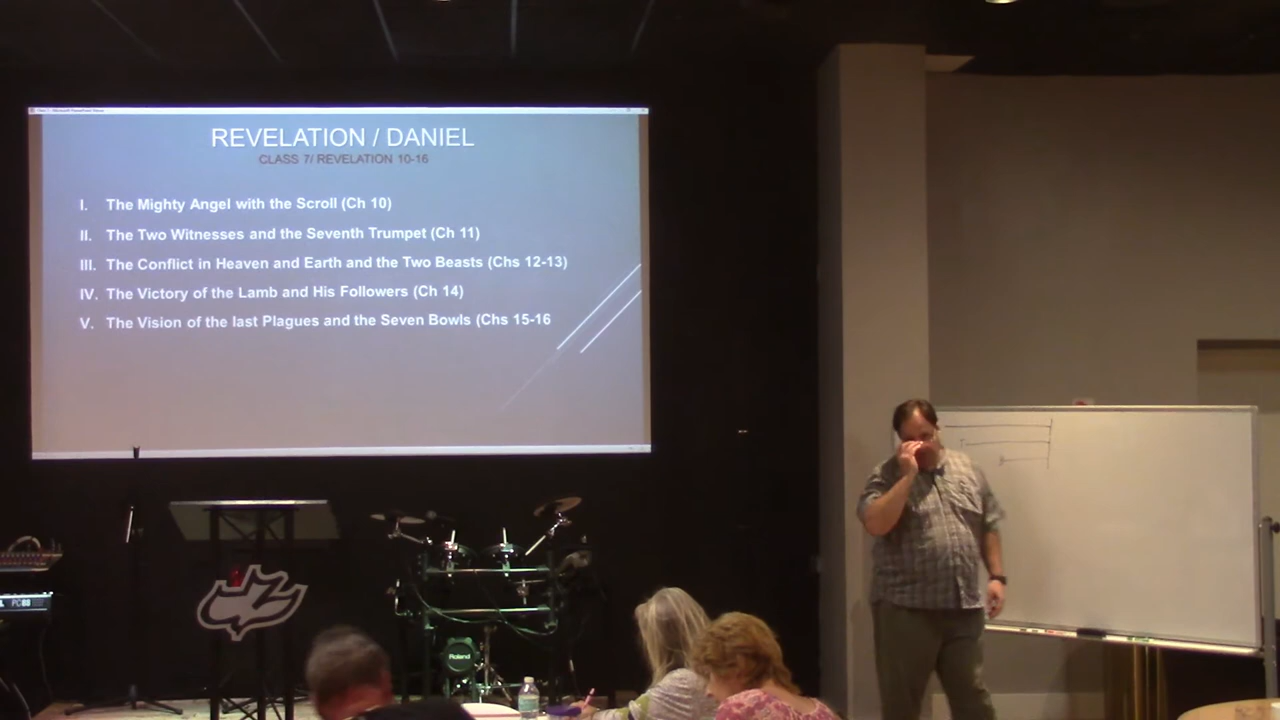 REVELATION / DANIEL
CLASS 7/ REVELATION 10-16
I. The Mighty Angel with the Scroll (Ch 10)
II. The Two Witnesses and the Seventh Trumpet (Ch 11)
III. The Conflict in Heaven and Earth and the Two Beasts (Chs 12-13)
IV. The Victory of the Lamb and His Followers (Ch 14)
V. The Vision of the last Plagues and the Seven Bowls (Chs 15-16
PC88
Roland